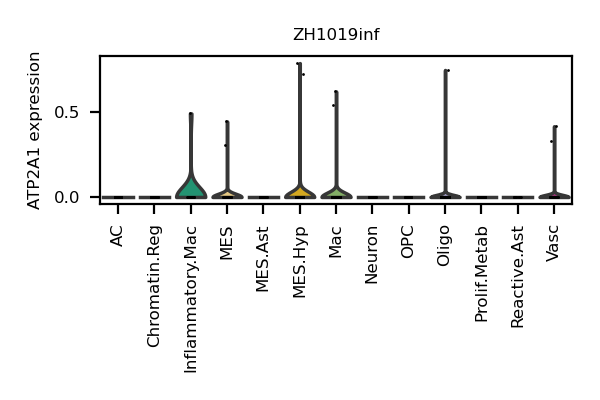 ZH1019inf
ATP2A1 expression
0.5
0.0
AC
Chromatin.Reg
Inflammatory.Mac
MES
MES.Ast
MES.Hyp
Mac
Neuron
OPC
Oligo
Prolif.Metab
Reactive.Ast
Vasc